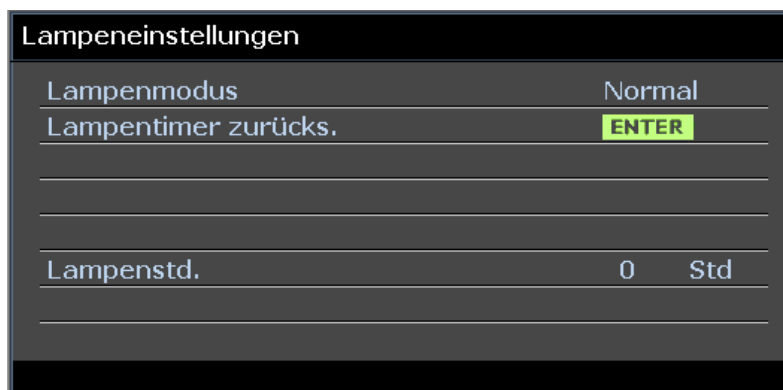 Lampeneinstellungen
Lampenmodus Normal
Lampentimer zurücks. ENTER
Lampenstd. 0 Std